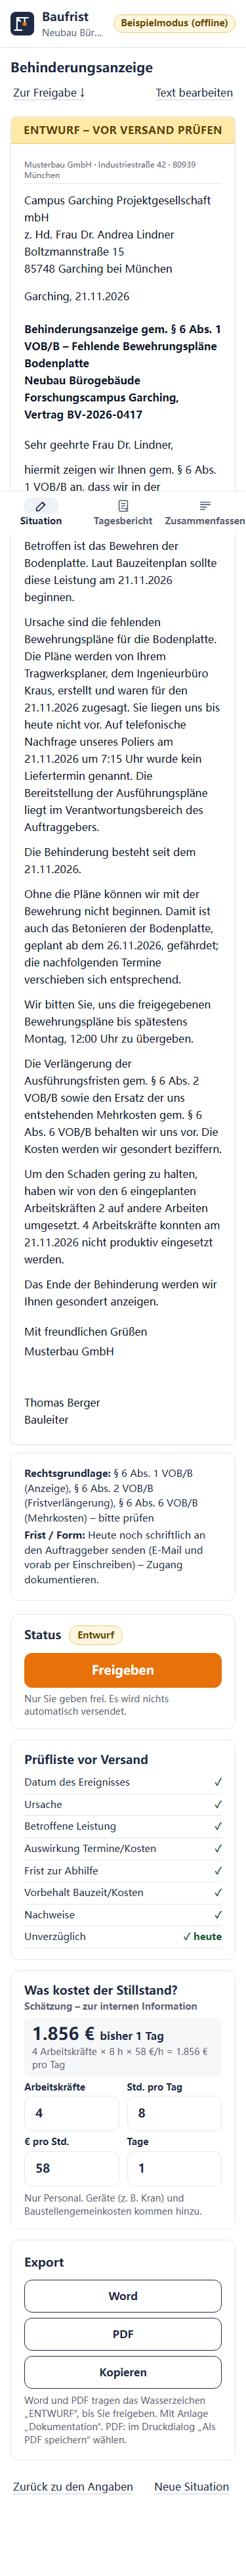 Baufrist
Neubau Bür...
Beispielmodus (offline)
Behinderungsanzeige
Zur Freigabe ↓
Text bearbeiten
ENTWURF – VOR VERSAND PRÜFEN
Musterbau GmbH · Industriestraße 42 · 80939
München
Campus Garching Projektgesellschaft
mbH
z. Hd. Frau Dr. Andrea Lindner
Boltzmannstraße 15
85748 Garching bei München
Garching, 21.11.2026
Behinderungsanzeige gem. § 6 Abs. 1
VOB/B – Fehlende Bewehrungspläne
Bodenplatte
Neubau Bürogebäude
Forschungscampus Garching,
Vertrag BV-2026-0417
Sehr geehrte Frau Dr. Lindner,
hiermit zeigen wir Ihnen gem. § 6 Abs.
1 VOB/B an, dass wir in der
Situation
Tagesbericht
Zusammenfassen
Betroffen ist das Bewehren der
Bodenplatte. Laut Bauzeitenplan sollte
diese Leistung am 21.11.2026
beginnen.
Ursache sind die fehlenden
Bewehrungspläne für die Bodenplatte.
Die Pläne werden von Ihrem
Tragwerksplaner, dem Ingenieurbüro
Kraus, erstellt und waren für den
21.11.2026 zugesagt. Sie liegen uns bis
heute nicht vor. Auf telefonische
Nachfrage unseres Poliers am
21.11.2026 um 7:15 Uhr wurde kein
Liefertermin genannt. Die
Bereitstellung der Ausführungspläne
liegt im Verantwortungsbereich des
Auftraggebers.
Die Behinderung besteht seit dem
21.11.2026.
Ohne die Pläne können wir mit der
Bewehrung nicht beginnen. Damit ist
auch das Betonieren der Bodenplatte,
geplant ab dem 26.11.2026, gefährdet;
die nachfolgenden Termine
verschieben sich entsprechend.
Wir bitten Sie, uns die freigegebenen
Bewehrungspläne bis spätestens
Montag, 12:00 Uhr zu übergeben.
Die Verlängerung der
Ausführungsfristen gem. § 6 Abs. 2
VOB/B sowie den Ersatz der uns
entstehenden Mehrkosten gem. § 6
Abs. 6 VOB/B behalten wir uns vor. Die
Kosten werden wir gesondert beziffern.
Um den Schaden gering zu halten,
haben wir von den 6 eingeplanten
Arbeitskräften 2 auf andere Arbeiten
umgesetzt. 4 Arbeitskräfte konnten am
21.11.2026 nicht produktiv eingesetzt
werden.
Das Ende der Behinderung werden wir
Ihnen gesondert anzeigen.
Mit freundlichen Grüßen
Musterbau GmbH
Thomas Berger
Bauleiter
Rechtsgrundlage: § 6 Abs. 1 VOB/B
(Anzeige), § 6 Abs. 2 VOB/B
(Fristverlängerung), § 6 Abs. 6 VOB/B
(Mehrkosten) – bitte prüfen
Frist / Form: Heute noch schriftlich an
den Auftraggeber senden (E-Mail und
vorab per Einschreiben) – Zugang
dokumentieren.
Status
Entwurf
Freigeben
Nur Sie geben frei. Es wird nichts
automatisch versendet.
Prüfliste vor Versand
Datum des Ereignisses ✓
Ursache ✓
Betroffene Leistung ✓
Auswirkung Termine/Kosten ✓
Frist zur Abhilfe ✓
Vorbehalt Bauzeit/Kosten ✓
Nachweise ✓
Unverzüglich ✓ heute
Was kostet der Stillstand?
Schätzung – zur internen Information
1.856 € bisher 1 Tag
4 Arbeitskräfte × 8 h × 58 €/h = 1.856 €
pro Tag
Arbeitskräfte
Std. pro Tag
4
8
€ pro Std.
Tage
58
1
Nur Personal. Geräte (z. B. Kran) und
Baustellengemeinkosten kommen hinzu.
Export
Word
PDF
Kopieren
Word und PDF tragen das Wasserzeichen
„ENTWURF“, bis Sie freigeben. Mit Anlage
„Dokumentation“. PDF: im Druckdialog „Als
PDF speichern“ wählen.
Zurück zu den Angaben
Neue Situation